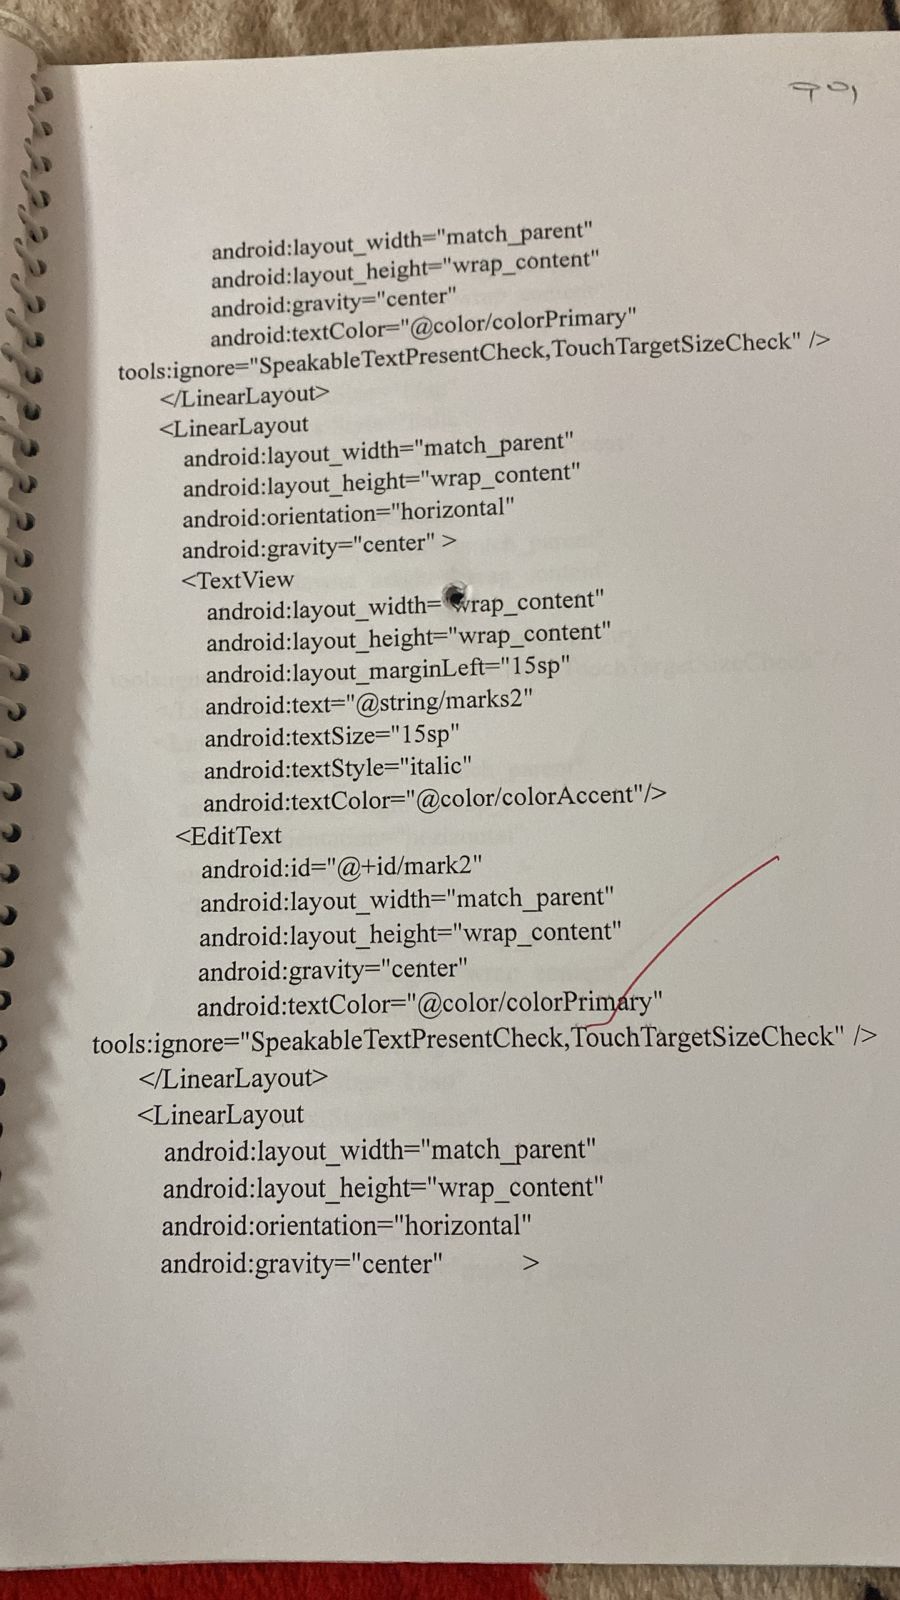 android:layout_width="match_parent"
android:layout_height="wrap_content"
android:gravity="center"
android:textColor="@color/colorPrimary"
tools:ignore="SpeakableTextPresentCheck,TouchTargetSizeCheck" />
</LinearLayout>
<LinearLayout
android:layout_width="match_parent"
android:layout_height="wrap_content"
android:orientation="horizontal"
android:gravity="center" >
<TextView
android:layout_width="wrap_content"
android:layout_height="wrap_content"
android:layout_marginLeft="15sp"
android:text="@string/marks2"
android:textSize="15sp"
android:textStyle="italic"
android:textColor="@color/colorAccent"/>
<EditText
android:id="@+id/mark2"
android:layout_width="match_parent"
android:layout_height="wrap_content"
android:gravity="center"
android:textColor="@color/colorPrimary"
tools:ignore="SpeakableTextPresentCheck,TouchTargetSizeCheck" />
</LinearLayout>
<LinearLayout
android:layout_width="match_parent"
android:layout_height="wrap_content"
android:orientation="horizontal"
android:gravity="center" >